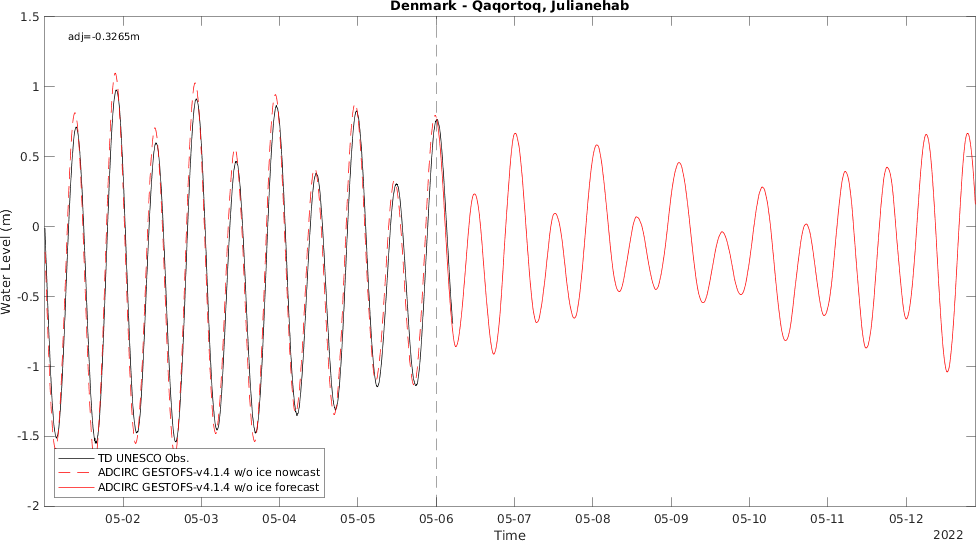 Denmark - Qaqortoq, Julianehab
adj=-0.3265m
1.5
1
0.5
0
-0.5
-1
-1.5
-2
Water Level (m)
TD UNESCO Obs.
ADCIRC GESTOFS-v4.1.4 w/o ice nowcast
ADCIRC GESTOFS-v4.1.4 w/o ice forecast
05-02 05-03 05-04 05-05 05-06 05-07 05-08 05-09 05-10 05-11 05-12
Time
2022